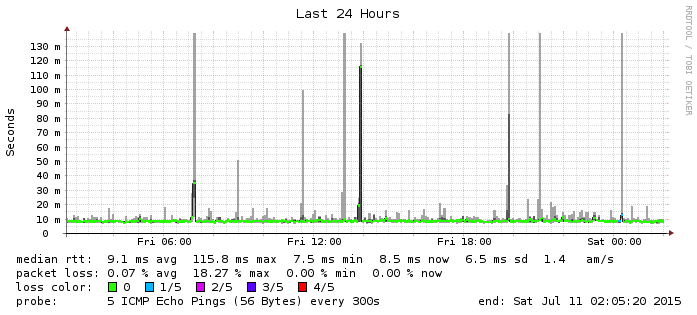 Last 24 Hours
RRDTOOL / TOBI OETIKER
Seconds
130 m
120 m
110 m
100 m
90 m
80 m
70 m
60 m
50 m
40 m
30 m
20 m
10 m
0
Fri 06:00 Fri 12:00 Fri 18:00 Sat 00:00
median rtt: 9.1 ms avg 115.8 ms max 7.5 ms min 8.5 ms now 6.5 ms sd 1.4 am/s
packet loss: 0.07 % avg 18.27 % max 0.00 % min 0.00 % now
loss color: 0 1/5 2/5 3/5 4/5
probe: 5 ICMP Echo Pings (56 Bytes) every 300s end: Sat Jul 11 02:05:20 2015